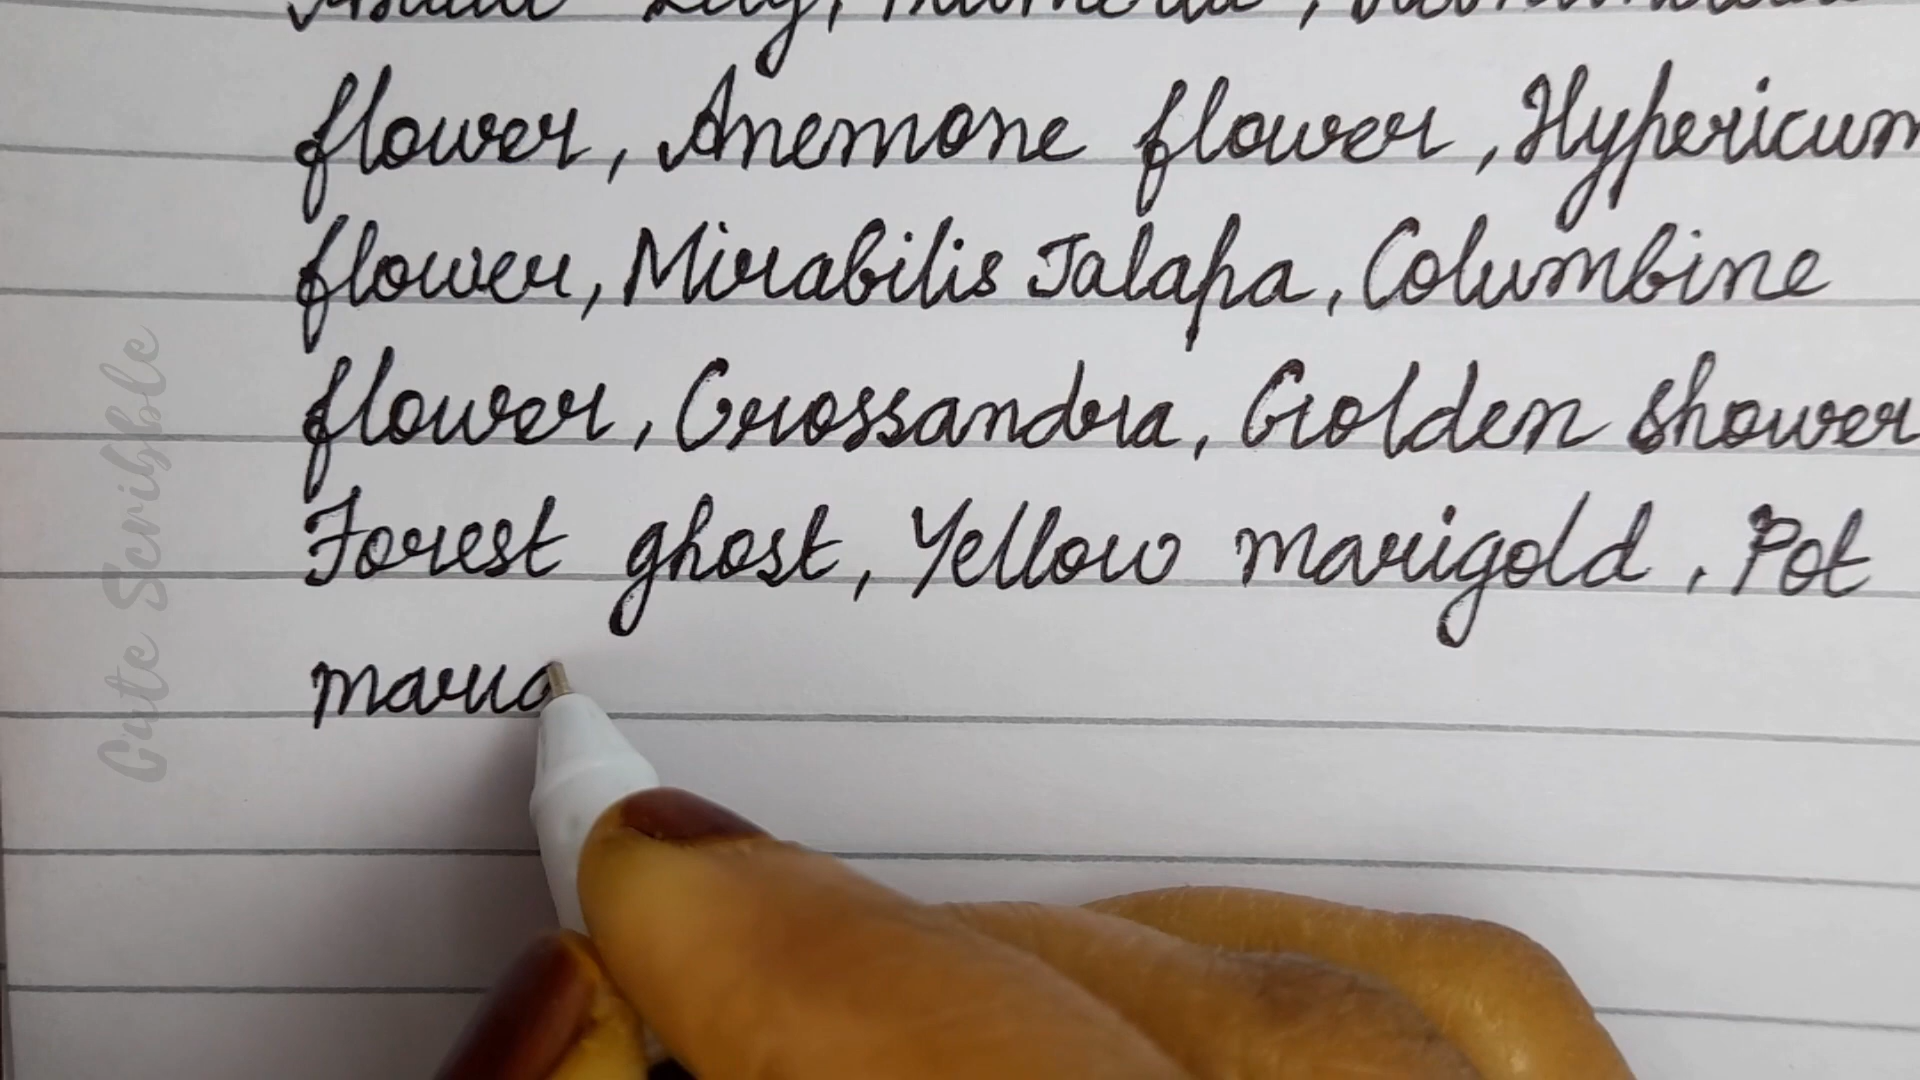 Lily,
flower, Anemone flower, Hypericum
flower, Mirabilis Jalapa, Columbine
flower, Crossandra, Golden shower
Forest ghost, Yellow marigold, Pot
Cute Scribble